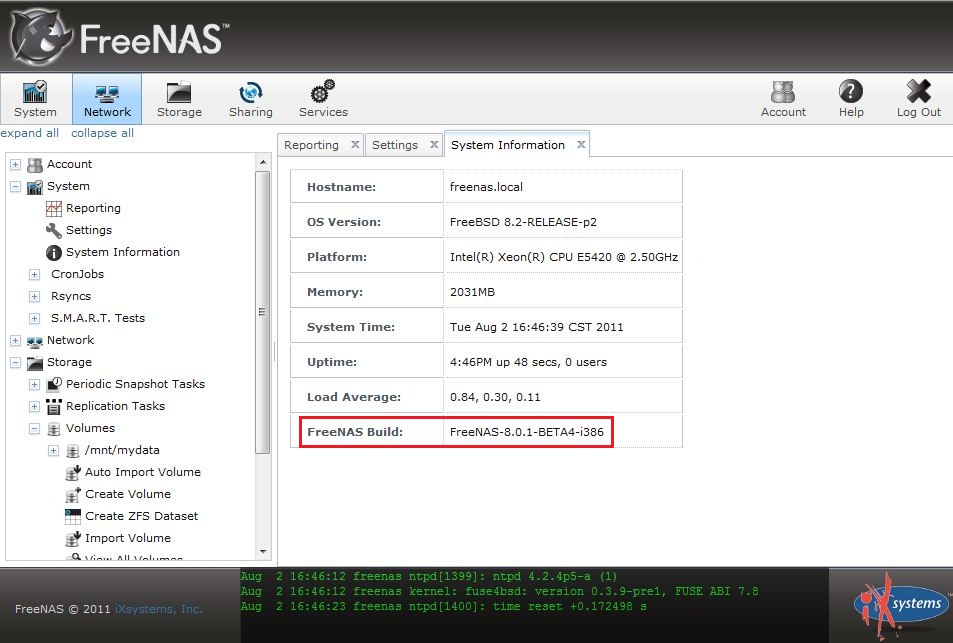 FreeNAS™
System Network Storage Sharing Services Account Help Log Out
expand all collapse all
Reporting Settings System Information
Account
System
Reporting
Settings
System Information
CronJobs
Rsyncs
S.M.A.R.T. Tests
Network
Storage
Periodic Snapshot Tasks
Replication Tasks
Volumes
/mnt/mydata
Auto Import Volume
Create Volume
Create ZFS Dataset
Import Volume
View All Volumes
Hostname: freenas.local
OS Version: FreeBSD 8.2-RELEASE-p2
Platform: Intel(R) Xeon(R) CPU E5420 @ 2.50GHz
Memory: 2031MB
System Time: Tue Aug 2 16:46:39 CST 2011
Uptime: 4:46PM up 48 secs, 0 users
Load Average: 0.84, 0.30, 0.11
FreeNAS Build: FreeNAS-8.0.1-BETA4-i386
FreeNAS © 2011 iXsystems, Inc.
Aug  2 16:46:12 freenas ntpd[1399]: ntpd 4.2.4p5-a (1)
Aug  2 16:46:12 freenas kernel: fuse4bsd: version 0.3.9-pre1, FUSE ABI 7.8
Aug  2 16:46:23 freenas ntpd[1400]: time reset +0.172498 s
iXsystems™